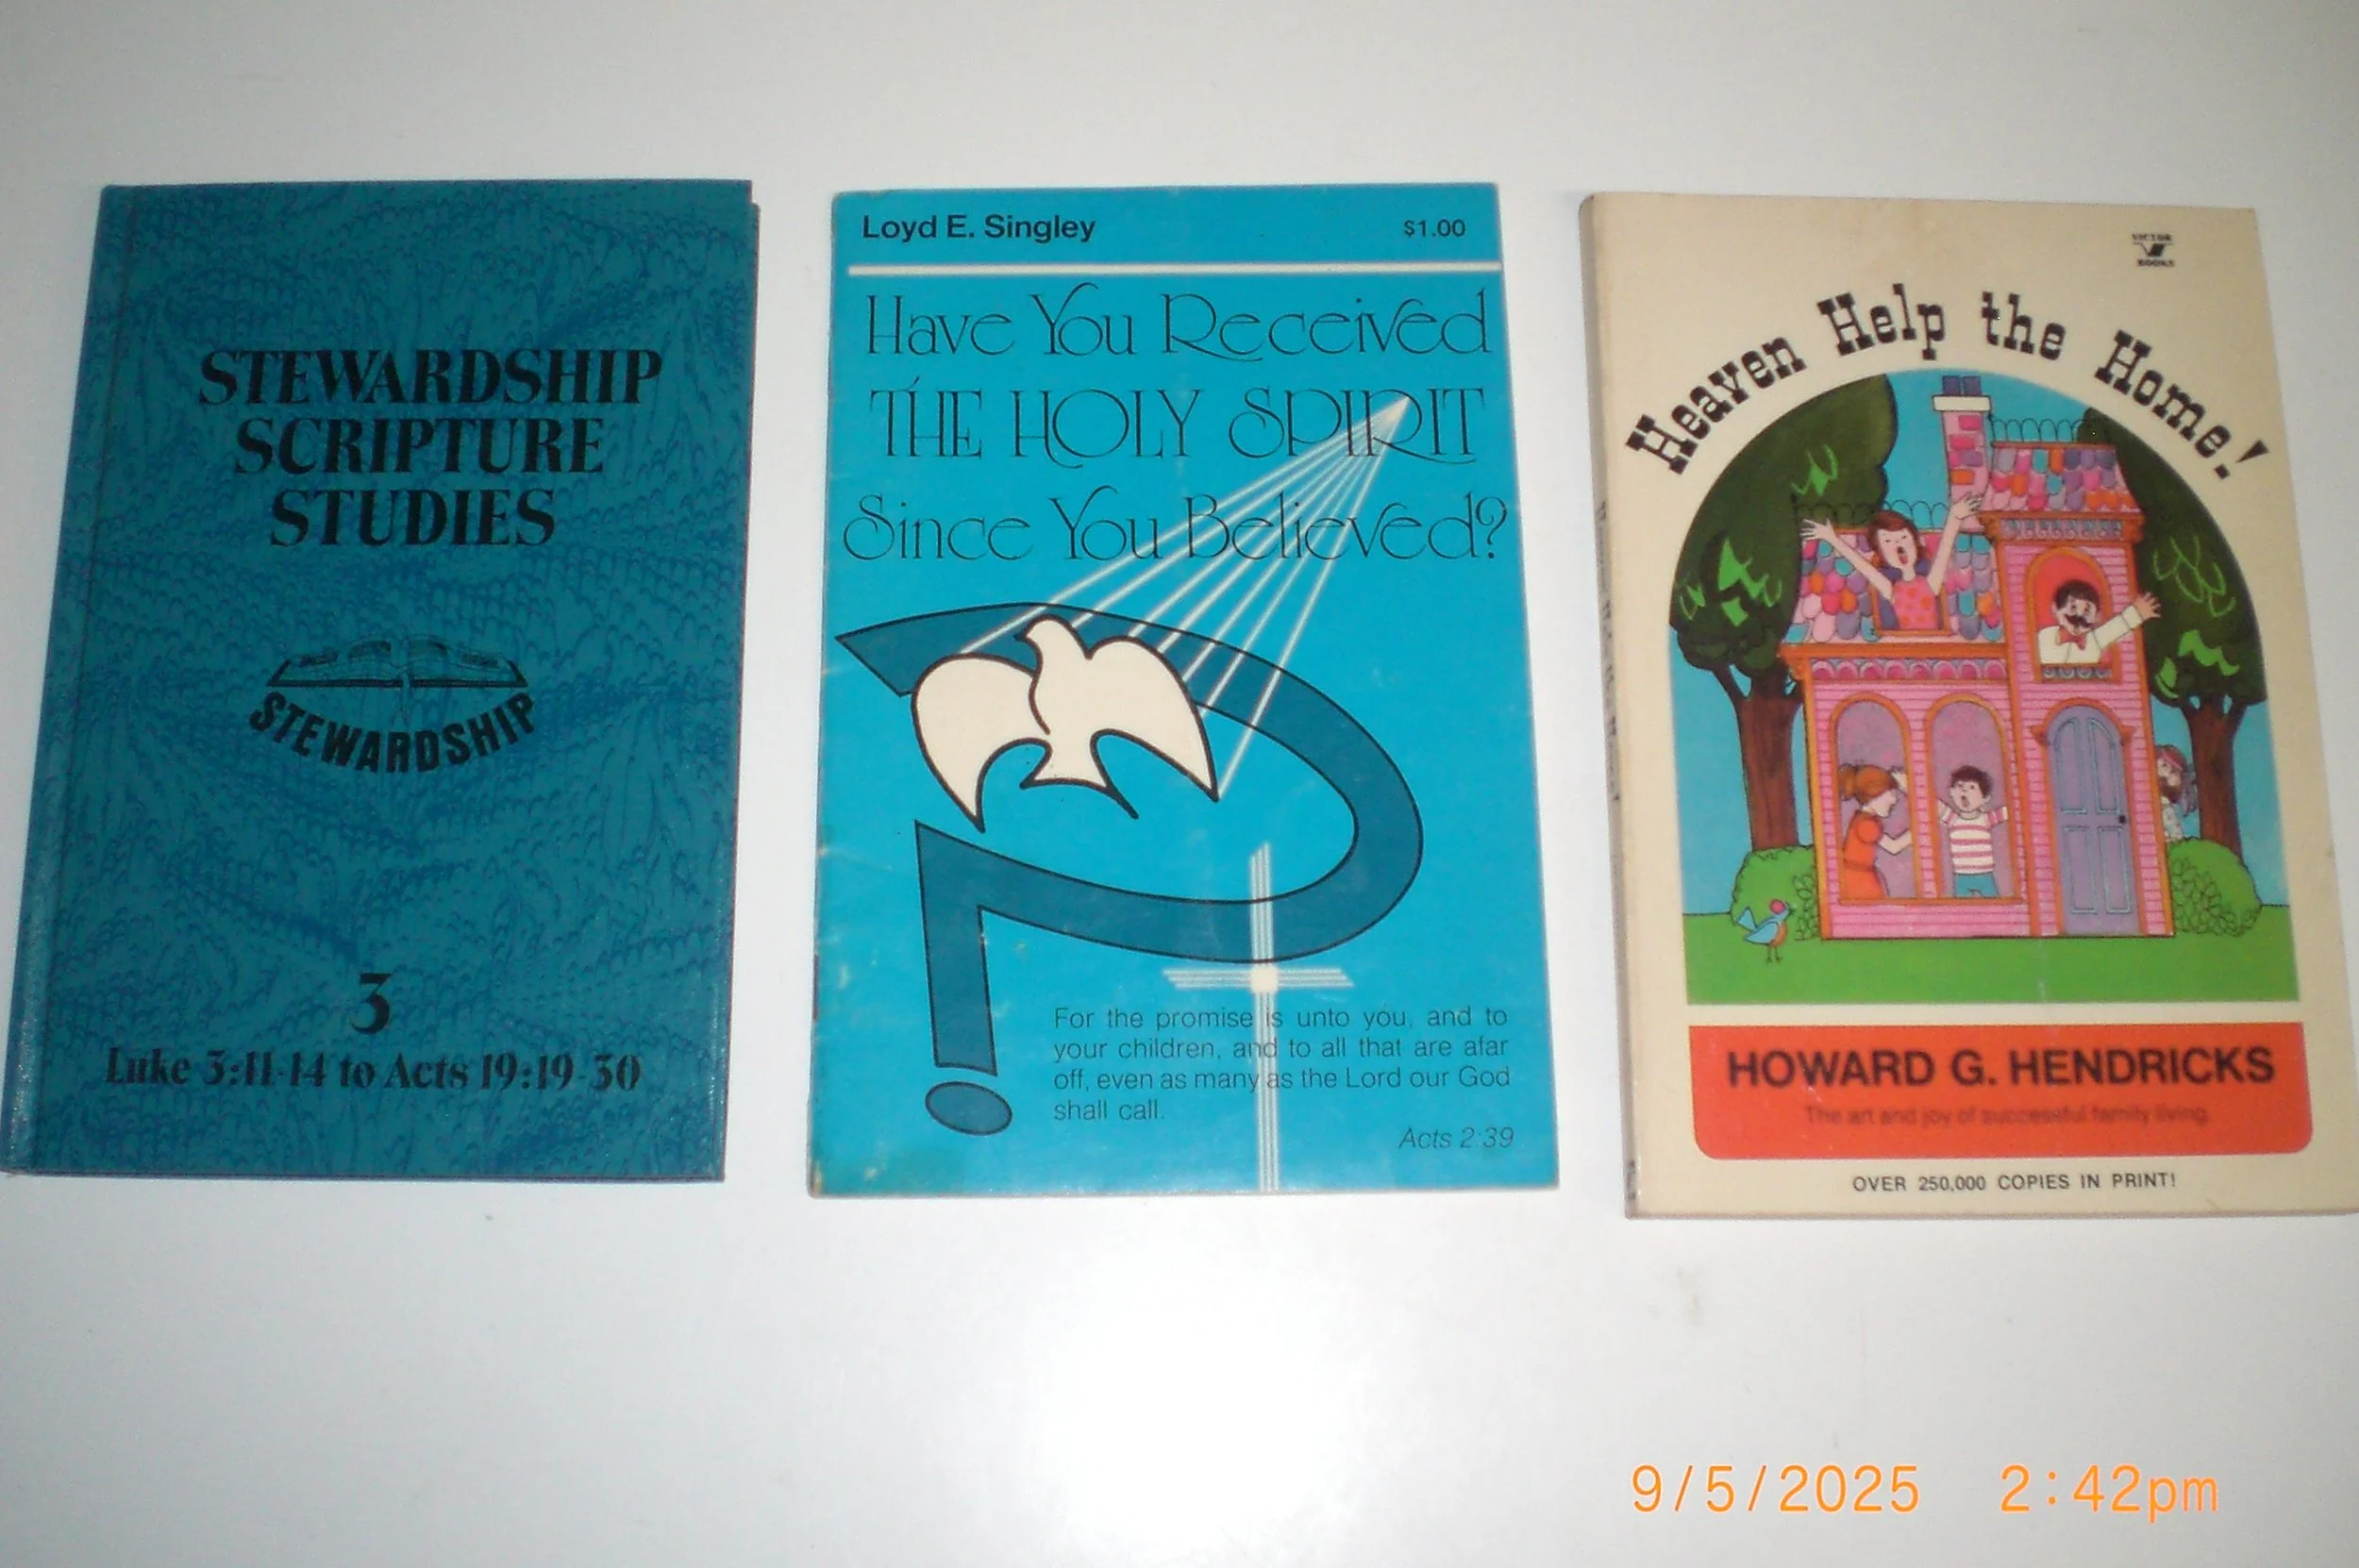 STEWARDSHIP
SCRIPTURE
STUDIES
STEWARDSHIP
3
Luke 3:11-14 to Acts 19:19-30
Loyd E. Singley
$1.00
Have You Received
THE HOLY SPIRIT
Since You Believed?
For the promise is unto you, and to
your children, and to all that are afar
off, even as many as the Lord our God
shall call.
Acts 2:39
VICTOR
BOOKS
Heaven Help the Home!
HOWARD G. HENDRICKS
The art and joy of successful family living
OVER 250,000 COPIES IN PRINT!
9/5/2025 2:42pm